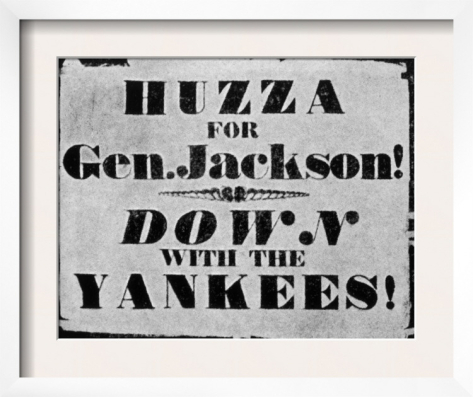 HUZZA
FOR
Gen. Jackson!
DOWN
WITH THE
YANKEES!